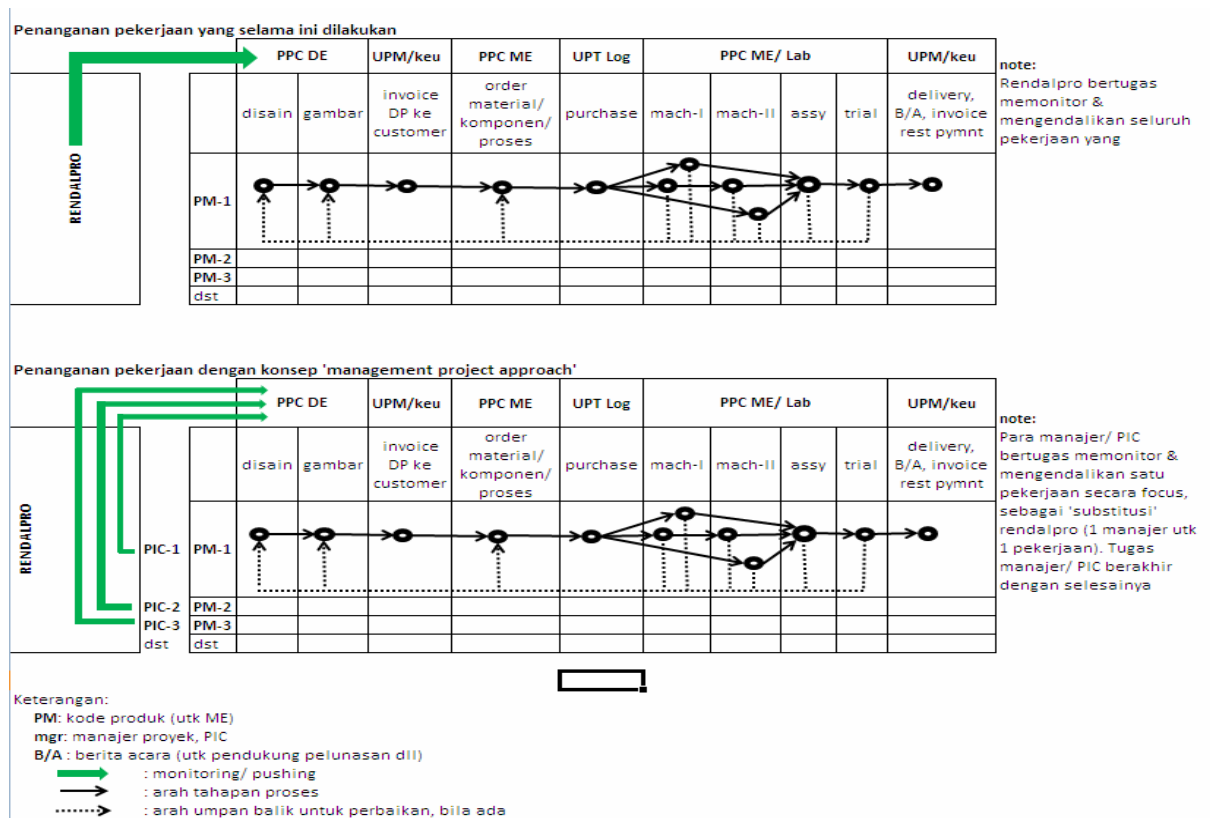 Penanganan pekerjaan yang selama ini dilakukan
PPC DE UPM/keu PPC ME UPT Log PPC ME/ Lab UPM/keu
disain gambar invoice DP ke customer order material/ komponen/ proses purchase mach-I mach-II assy trial delivery, B/A, invoice rest pymnt
note:
Rendalpro bertugas
memonitor &
mengendalikan seluruh
pekerjaan yang
RENDALPRO
PM-1
PM-2
PM-3
dst
Penanganan pekerjaan dengan konsep 'management project approach'
PPC DE UPM/keu PPC ME UPT Log PPC ME/ Lab UPM/keu
disain gambar invoice DP ke customer order material/ komponen/ proses purchase mach-I mach-II assy trial delivery, B/A, invoice rest pymnt
note:
Para manajer/ PIC
bertugas memonitor &
mengendalikan satu
pekerjaan secara focus,
sebagai 'substitusi'
rendalpro (1 manajer utk
1 pekerjaan). Tugas
manajer/ PIC berakhir
dengan selesainya
RENDALPRO
PIC-1 PM-1
PIC-2 PM-2
PIC-3 PM-3
dst dst
Keterangan:
PM: kode produk (utk ME)
mgr: manajer proyek, PIC
B/A : berita acara (utk pendukung pelunasan dll)
: monitoring/ pushing
: arah tahapan proses
: arah umpan balik untuk perbaikan, bila ada